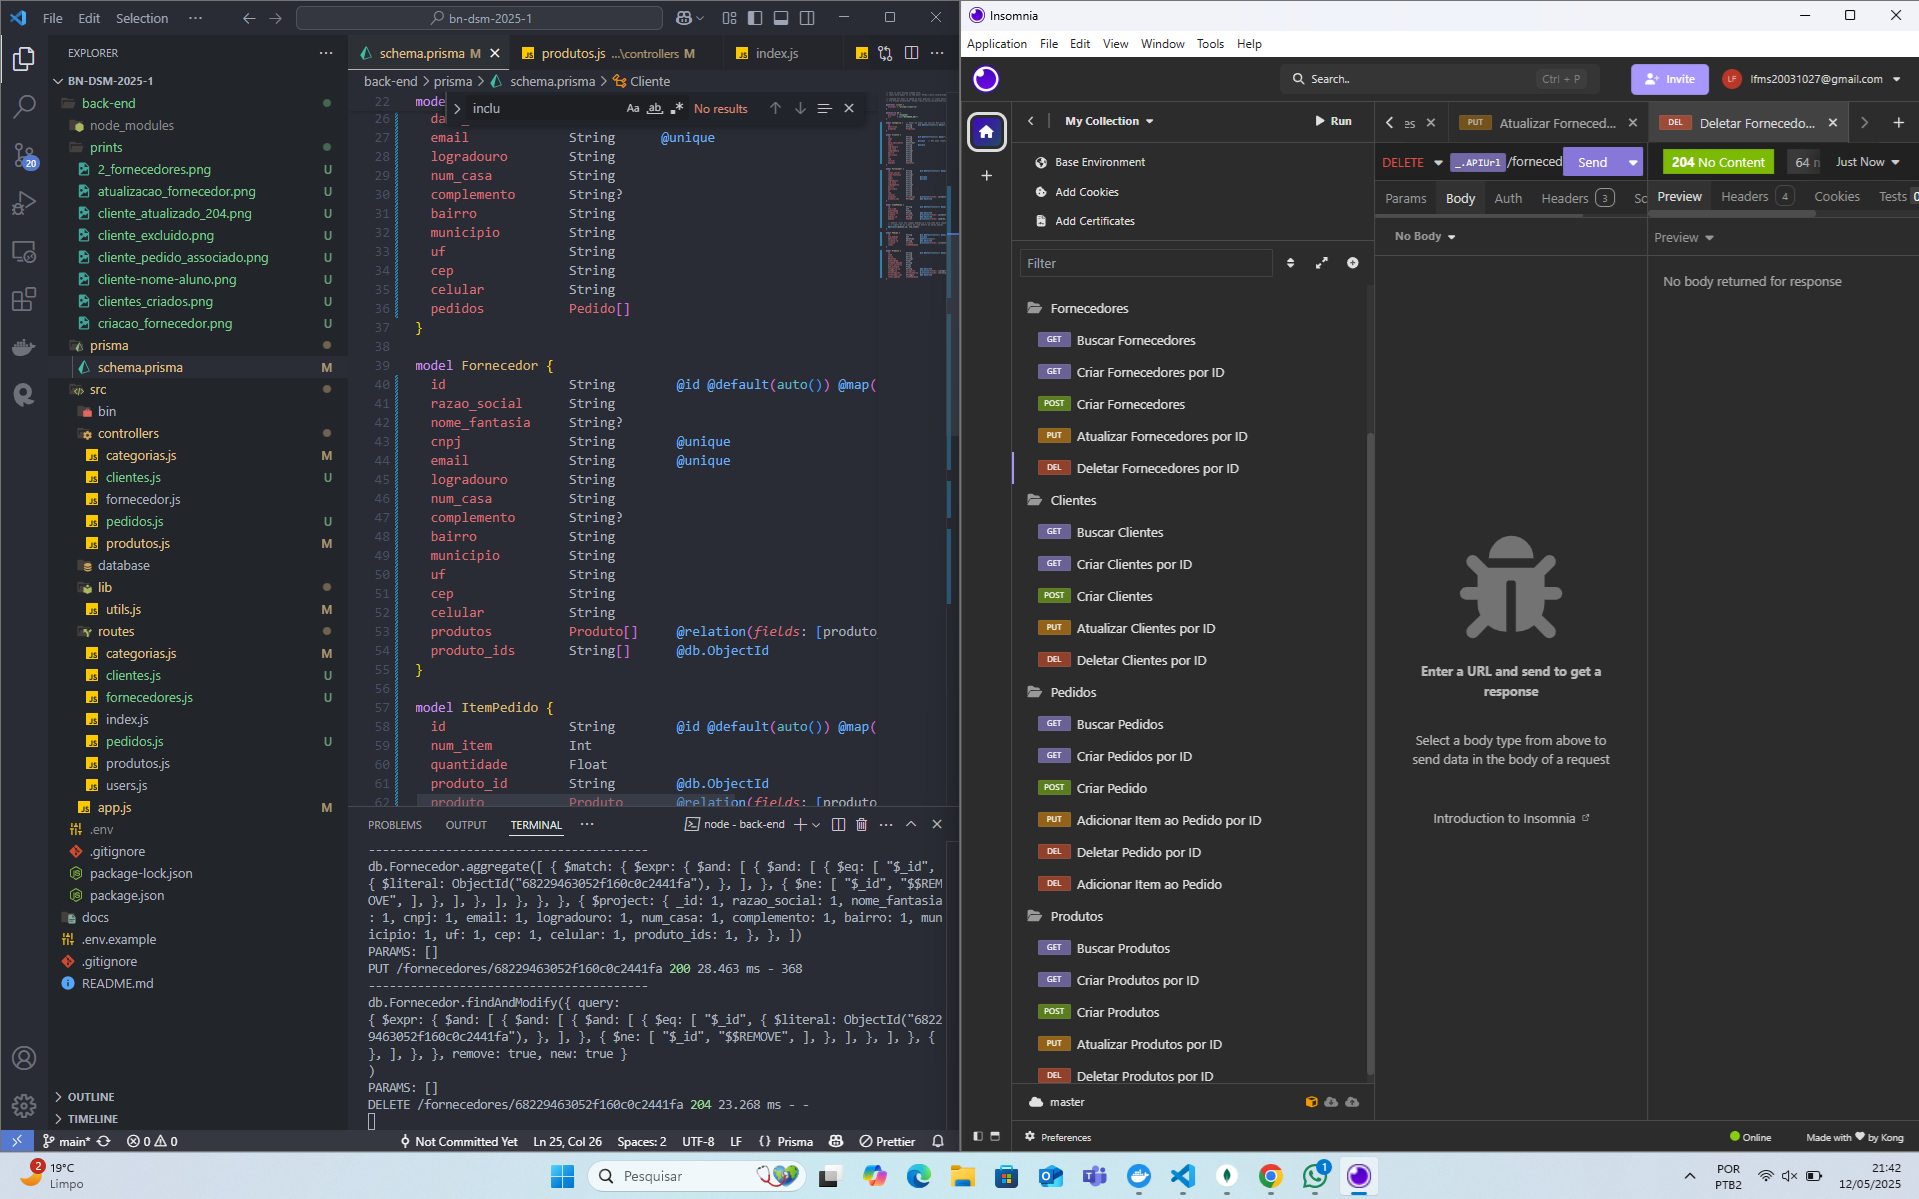 File Edit Selection ··· bn-dsm-2025-1
EXPLORER
BN-DSM-2025-1
back-end
node_modules
prints
2_fornecedores.png U
atualizacao_fornecedor.png U
cliente_atualizado_204.png U
cliente_excluido.png U
cliente_pedido_associado.png U
cliente-nome-aluno.png U
clientes_criados.png U
criacao_fornecedor.png U
prisma
schema.prisma M
src
bin
controllers
categorias.js M
clientes.js U
fornecedor.js
pedidos.js U
produtos.js M
database
lib
utils.js M
routes
categorias.js M
clientes.js U
fornecedores.js U
index.js
pedidos.js U
produtos.js
users.js
app.js M
.env
.gitignore
package-lock.json
package.json
docs
.env.example
.gitignore
README.md
OUTLINE
TIMELINE
schema.prisma M produtos.js ...\controllers M index.js
back-end > prisma > schema.prisma > Cliente
inclu Aa ab No results
22 mode
26 da
27 email String @unique
28 logradouro String
29 num_casa String
30 complemento String?
31 bairro String
32 municipio String
33 uf String
34 cep String
35 celular String
36 pedidos Pedido[]
37 }
38
39 model Fornecedor {
40 id String @id @default(auto()) @map(
41 razao_social String
42 nome_fantasia String?
43 cnpj String @unique
44 email String @unique
45 logradouro String
46 num_casa String
47 complemento String?
48 bairro String
49 municipio String
50 uf String
51 cep String
52 celular String
53 produtos Produto[] @relation(fields: [produto_
54 produto_ids String[] @db.ObjectId
55 }
56
57 model ItemPedido {
58 id String @id @default(auto()) @map(
59 num_item Int
60 quantidade Float
61 produto_id String @db.ObjectId
62 produto Produto @relation(fields: [produto
PROBLEMS OUTPUT TERMINAL ··· node - back-end
----------------------------------------
db.Fornecedor.aggregate([ { $match: { $expr: { $and: [ { $and: [ { $eq: [ "$_id",
{ $literal: ObjectId("68229463052f160c0c2441fa"), }, ], }, { $ne: [ "$_id", "$$REM
OVE", ], }, ], }, ], }, }, }, { $project: { _id: 1, razao_social: 1, nome_fantasia
: 1, cnpj: 1, email: 1, logradouro: 1, num_casa: 1, complemento: 1, bairro: 1, mun
icipio: 1, uf: 1, cep: 1, celular: 1, produto_ids: 1, }, }, ])
PARAMS: []
PUT /fornecedores/68229463052f160c0c2441fa 200 28.463 ms - 368
----------------------------------------
db.Fornecedor.findAndModify({ query:
{ $expr: { $and: [ { $and: [ { $and: [ { $eq: [ "$_id", { $literal: ObjectId("6822
9463052f160c0c2441fa"), }, ], }, { $ne: [ "$_id", "$$REMOVE", ], }, ], }, ], }, {
}, ], }, }, remove: true, new: true }
)
PARAMS: []
DELETE /fornecedores/68229463052f160c0c2441fa 204 23.268 ms - -
main* 0 0 Not Committed Yet Ln 25, Col 26 Spaces: 2 UTF-8 LF {} Prisma Prettier
Insomnia
Application File Edit View Window Tools Help
Search.. Ctrl + P Invite LF lfms20031027@gmail.com
My Collection Run
Base Environment
Add Cookies
Add Certificates
Filter
Fornecedores
GET Buscar Fornecedores
GET Criar Fornecedores por ID
POST Criar Fornecedores
PUT Atualizar Fornecedores por ID
DEL Deletar Fornecedores por ID
Clientes
GET Buscar Clientes
GET Criar Clientes por ID
POST Criar Clientes
PUT Atualizar Clientes por ID
DEL Deletar Clientes por ID
Pedidos
GET Buscar Pedidos
GET Criar Pedidos por ID
POST Criar Pedido
PUT Adicionar Item ao Pedido por ID
DEL Deletar Pedido por ID
DEL Adicionar Item ao Pedido
Produtos
GET Buscar Produtos
GET Criar Produtos por ID
POST Criar Produtos
PUT Atualizar Produtos por ID
DEL Deletar Produtos por ID
master
Preferences
es PUT Atualizar Forneced... DEL Deletar Fornecedo...
DELETE _.APIUrl /forneced Send
Params Body Auth Headers 3 Sc
No Body
Enter a URL and send to get a
response
Select a body type from above to
send data in the body of a request
Introduction to Insomnia
204 No Content 64 Just Now
Preview Headers 4 Cookies Tests 0
Preview
No body returned for response
Online Made with by Kong
2 19°C
Limpo
Pesquisar
1
POR
PTB2
21:42
12/05/2025
20